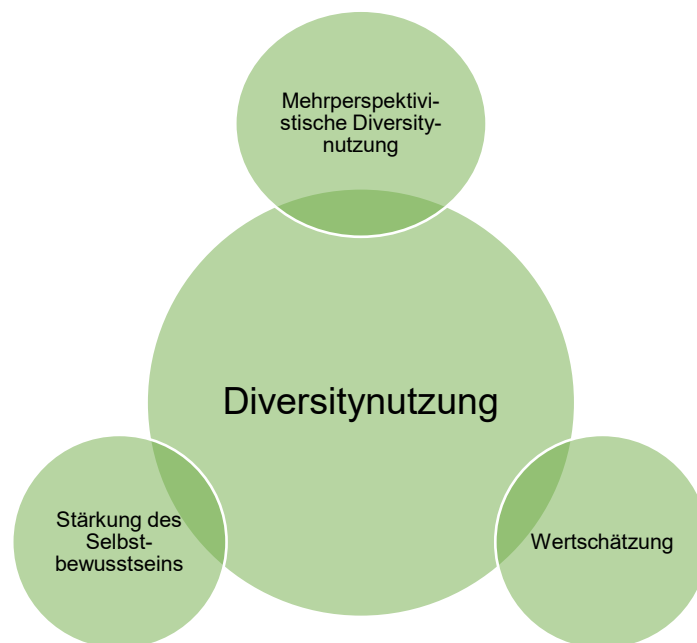 Mehrperspektivi-
stische Diversity-
nutzung
Diversitynutzung
Stärkung des
Selbst-
bewusstseins
Wertschätzung